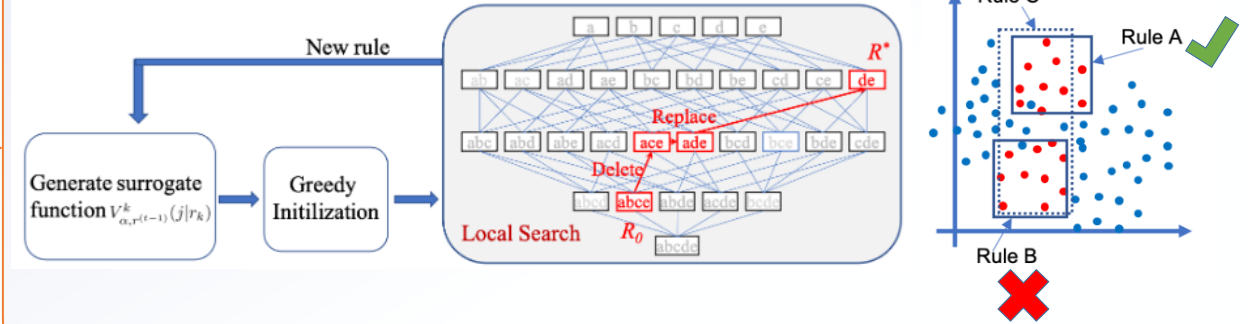 New rule
Generate surrogate
function V^k_{α,r^{(t−1)}}(j|r_k)
Greedy
Initilization
a b c d e
R*
ab ac ad ae bc bd be cd ce de
Replace
abc abd abe acd ace ade bcd bce bde cde
Delete
abcd abce abde acde bcde
Local Search
R₀
abcde
Rule C
Rule A
Rule B